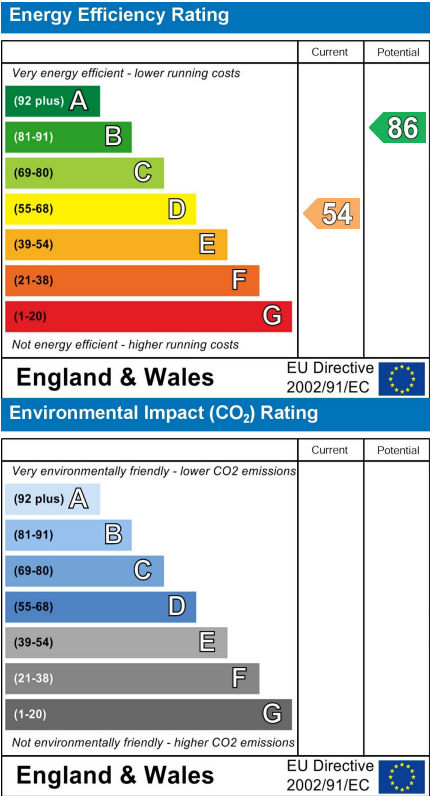 Energy Efficiency Rating
Current Potential
Very energy efficient - lower running costs
(92 plus) A
(81-91) B
86
(69-80) C
(55-68) D
54
(39-54) E
(21-38) F
(1-20) G
Not energy efficient - higher running costs
England & Wales
EU Directive
2002/91/EC
Environmental Impact (CO₂) Rating
Current Potential
Very environmentally friendly - lower CO2 emissions
(92 plus) A
(81-91) B
(69-80) C
(55-68) D
(39-54) E
(21-38) F
(1-20) G
Not environmentally friendly - higher CO2 emissions
England & Wales
EU Directive
2002/91/EC